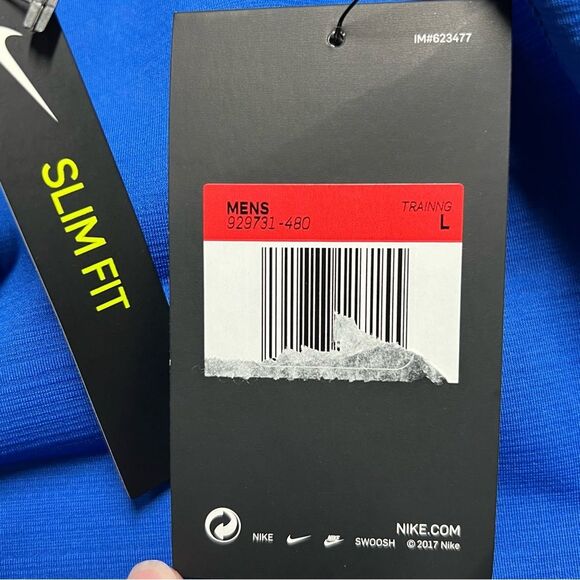 SLIM FIT
IM#623477
MENS TRAINNG
929731-480 L
NIKE.COM
NIKE SWOOSH © 2017 Nike